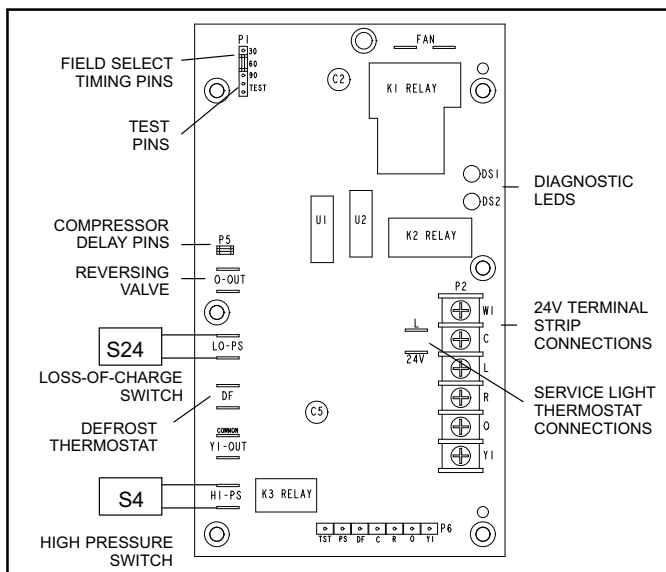 P1
30
60
90
TEST
FIELD SELECT
TIMING PINS
TEST
PINS
FAN
C2
K1 RELAY
DS1
DS2
DIAGNOSTIC
LEDS
U1
U2
K2 RELAY
COMPRESSOR
DELAY PINS
P5
REVERSING
VALVE
O-OUT
S24
LO-PS
LOSS-OF-CHARGE
SWITCH
DEFROST
THERMOSTAT
DF
C5
COMMON
Y1-OUT
S4
HI-PS
K3 RELAY
HIGH PRESSURE
SWITCH
P2
W1
C
L
R
O
Y1
L
24V
24V TERMINAL
STRIP
CONNECTIONS
SERVICE LIGHT
THERMOSTAT
CONNECTIONS
P6
TST PS DF C R O Y1